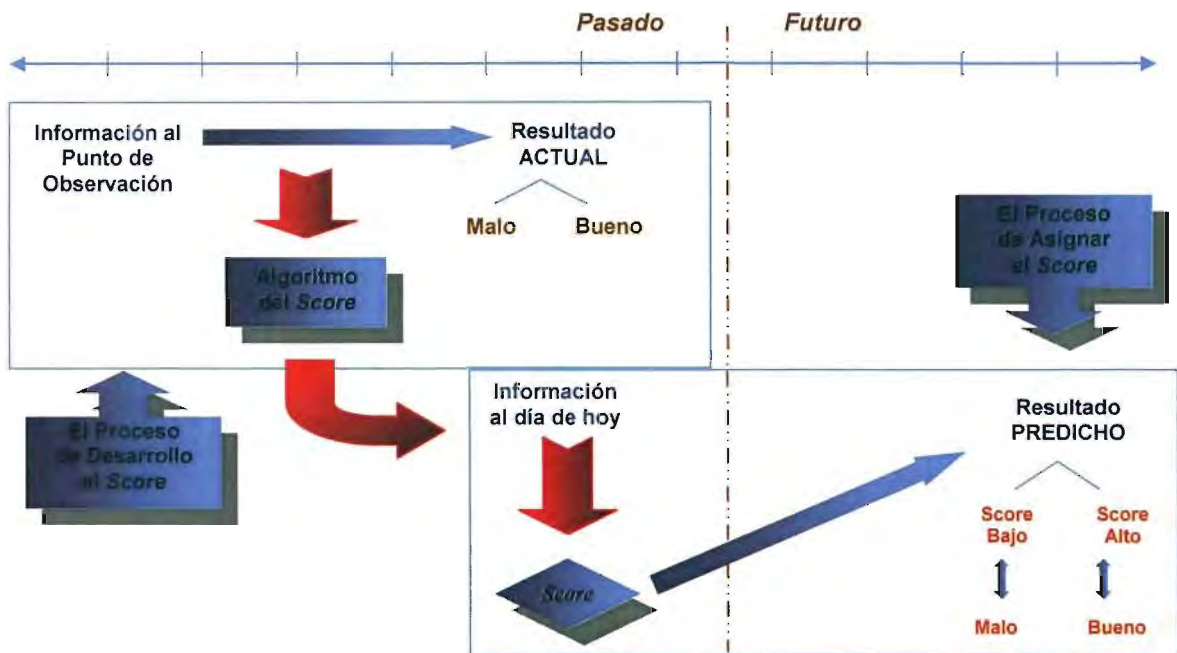 Pasado
Futuro
Información al
Punto de
Observación
Resultado
ACTUAL
Malo
Bueno
Algoritmo
del Score
El Proceso
de Desarrollo
el Score
El Proceso
de Asignar
el Score
Información
al día de hoy
Score
Resultado
PREDICHO
Score
Bajo
Score
Alto
Malo
Bueno